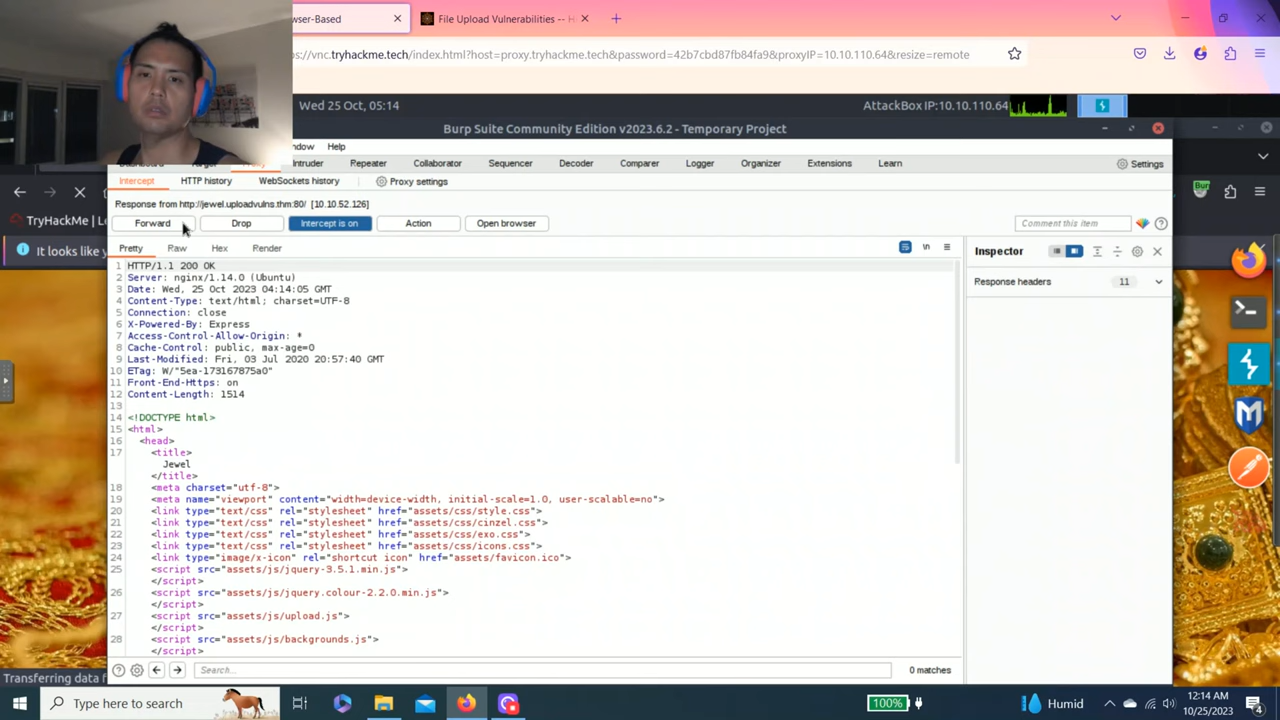 wser-Based
File Upload Vulnerabilities -- H
s://vnc.tryhackme.tech/index.html?host=proxy.tryhackme.tech&password=42b7cbd87fb84fa9&proxyIP=10.10.110.64&resize=remote
Wed 25 Oct, 05:14
AttackBox IP:10.10.110.64
Burp Suite Community Edition v2023.6.2 - Temporary Project
ndow Help
Intruder Repeater Collaborator Sequencer Decoder Comparer Logger Organizer Extensions Learn Settings
Intercept HTTP history WebSockets history Proxy settings
Response from http://jewel.uploadvulns.thm:80/ [10.10.52.126]
Forward Drop Intercept is on Action Open browser Comment this item
TryHackMe |
It looks like y
Pretty Raw Hex Render \n
Inspector
Response headers 11
1 HTTP/1.1 200 OK
2 Server: nginx/1.14.0 (Ubuntu)
3 Date: Wed, 25 Oct 2023 04:14:05 GMT
4 Content-Type: text/html; charset=UTF-8
5 Connection: close
6 X-Powered-By: Express
7 Access-Control-Allow-Origin: *
8 Cache-Control: public, max-age=0
9 Last-Modified: Fri, 03 Jul 2020 20:57:40 GMT
10 ETag: W/"5ea-173167875a0"
11 Front-End-Https: on
12 Content-Length: 1514
13
14 <!DOCTYPE html>
15 <html>
16 <head>
17 <title>
Jewel
</title>
18 <meta charset="utf-8">
19 <meta name="viewport" content="width=device-width, initial-scale=1.0, user-scalable=no">
20 <link type="text/css" rel="stylesheet" href="assets/css/style.css">
21 <link type="text/css" rel="stylesheet" href="assets/css/cinzel.css">
22 <link type="text/css" rel="stylesheet" href="assets/css/exo.css">
23 <link type="text/css" rel="stylesheet" href="assets/css/icons.css">
24 <link type="image/x-icon" rel="shortcut icon" href="assets/favicon.ico">
25 <script src="assets/js/jquery-3.5.1.min.js">
</script>
26 <script src="assets/js/jquery.colour-2.2.0.min.js">
</script>
27 <script src="assets/js/upload.js">
</script>
28 <script src="assets/js/backgrounds.js">
</script>
Search... 0 matches
Transferring data f
Type here to search
100%
Humid
12:14 AM
10/25/2023
4